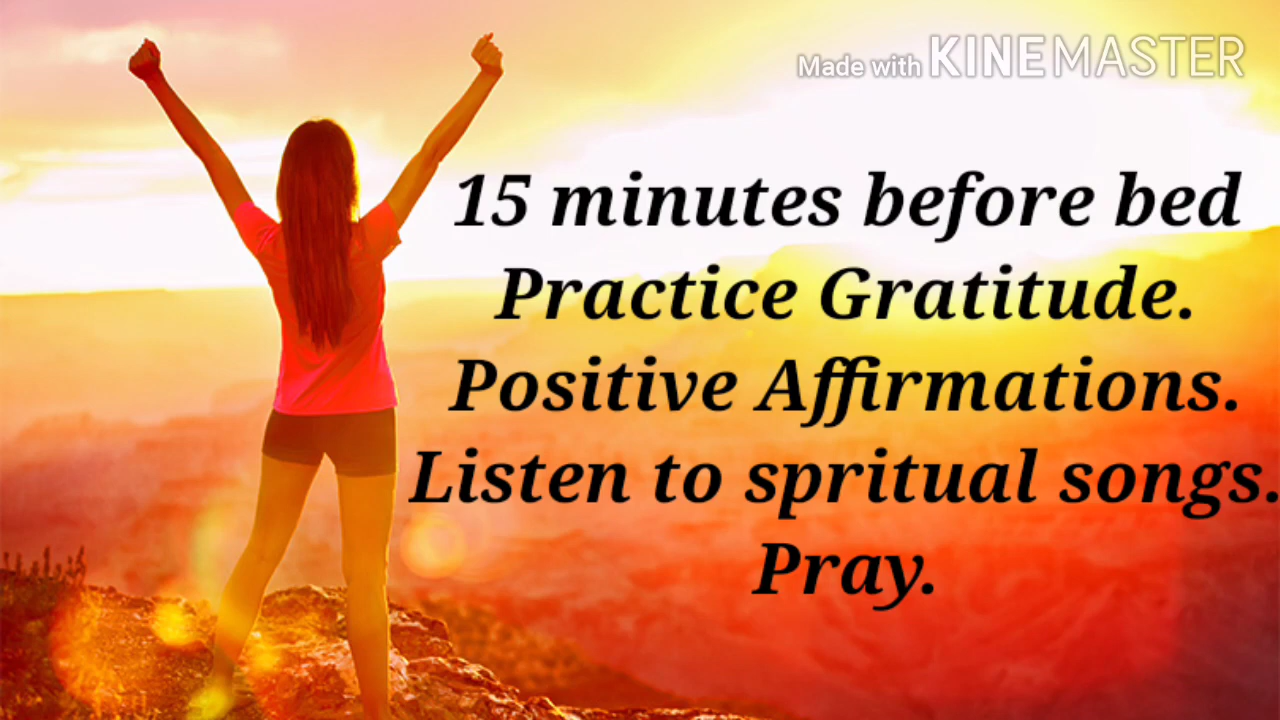 Made with KINEMASTER
15 minutes before bed
Practice Gratitude.
Positive Affirmations.
Listen to spritual songs.
Pray.